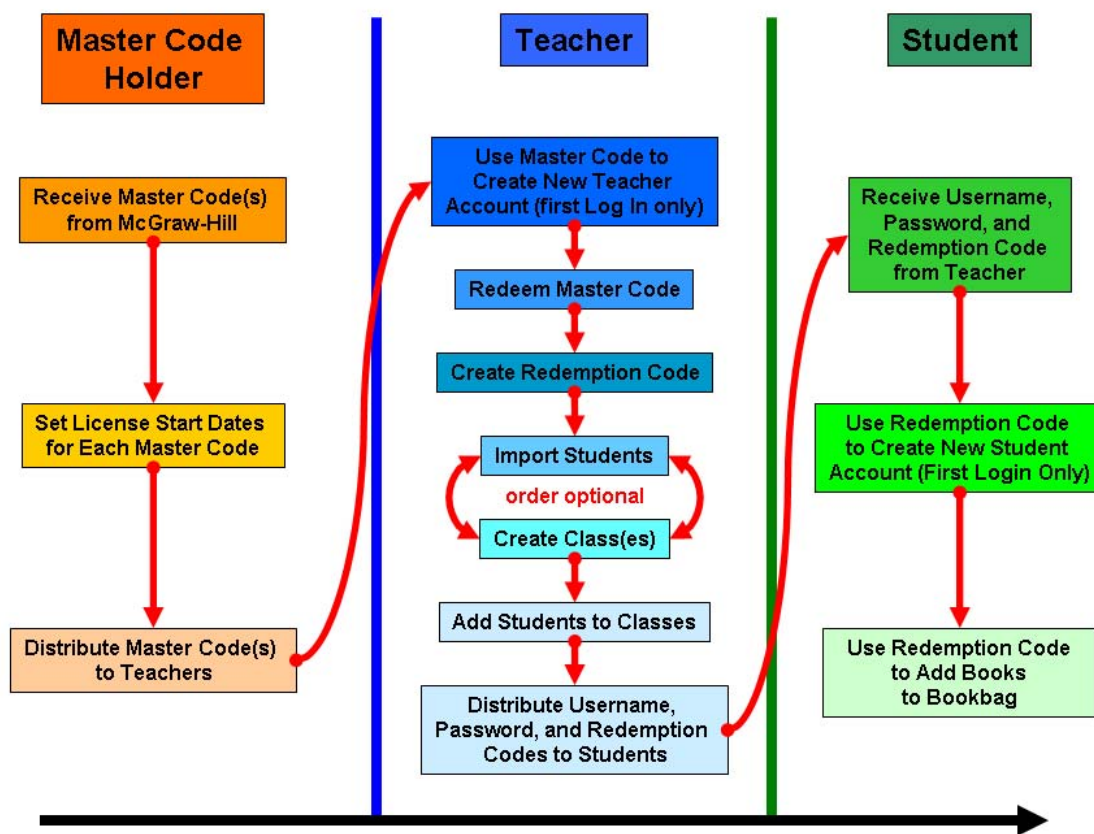 Master Code
Holder
Receive Master Code(s)
from McGraw-Hill
Set License Start Dates
for Each Master Code
Distribute Master Code(s)
to Teachers
Teacher
Use Master Code to
Create New Teacher
Account (first Log In only)
Redeem Master Code
Create Redemption Code
Import Students
order optional
Create Class(es)
Add Students to Classes
Distribute Username,
Password, and Redemption
Codes to Students
Student
Receive Username,
Password, and
Redemption Code
from Teacher
Use Redemption Code
to Create New Student
Account (First Login Only)
Use Redemption Code
to Add Books
to Bookbag